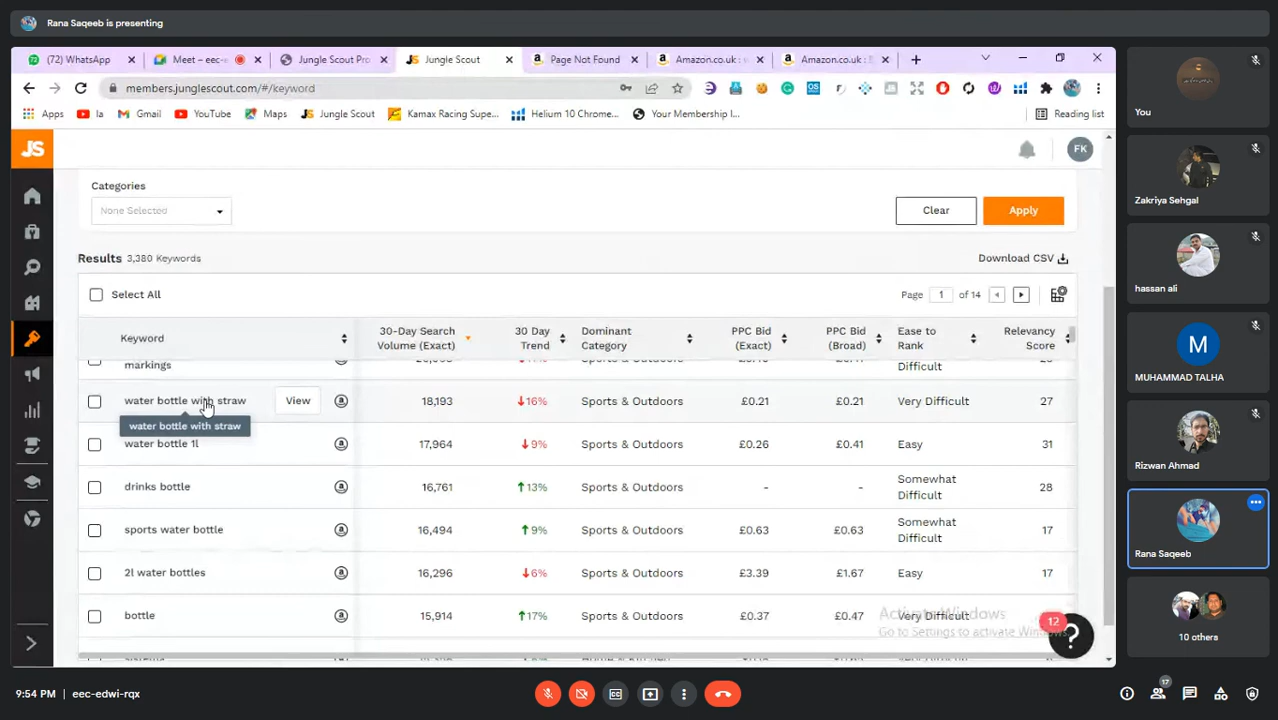 Rana Saqeeb is presenting
(72) WhatsApp
Meet – eec-e
Jungle Scout Pro
Jungle Scout
Page Not Found
Amazon.co.uk : w
Amazon.co.uk :
members.junglescout.com/#/keyword
Apps
la
Gmail
YouTube
Maps
Jungle Scout
Kamax Racing Supe...
Helium 10 Chrome...
Your Membership I...
Reading list
JS
FK
Categories
None Selected
Clear
Apply
Results 3,380 Keywords
Download CSV
Select All
Page 1 of 14
Keyword
30-Day Search Volume (Exact)
30 Day Trend
Dominant Category
PPC Bid (Exact)
PPC Bid (Broad)
Ease to Rank
Relevancy Score
markings
Difficult
water bottle with straw View 18,193 16% Sports & Outdoors £0.21 £0.21 Very Difficult 27
water bottle with straw
water bottle 1l 17,964 9% Sports & Outdoors £0.26 £0.41 Easy 31
drinks bottle 16,761 13% Sports & Outdoors - - Somewhat Difficult 28
sports water bottle 16,494 9% Sports & Outdoors £0.63 £0.63 Somewhat Difficult 17
2l water bottles 16,296 6% Sports & Outdoors £3.39 £1.67 Easy 17
bottle 15,914 17% Sports & Outdoors £0.37 £0.47 Very Difficult 8
Activate Windows
Go to Settings to activate Windows.
12
?
You
Zakriya Sehgal
hassan ali
M
MUHAMMAD TALHA
Rizwan Ahmad
Rana Saqeeb
10 others
9:54 PM
eec-edwi-rqx
17